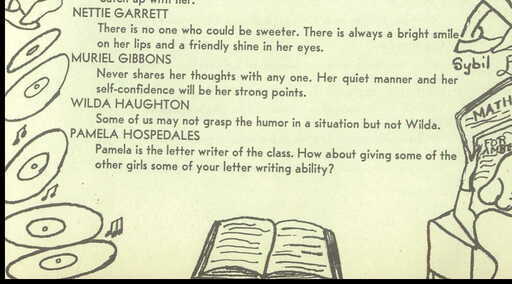 catch up with her.
NETTIE GARRETT
There is no one who could be sweeter. There is always a bright smile
on her lips and a friendly shine in her eyes.
MURIEL GIBBONS
Never shares her thoughts with any one. Her quiet manner and her
self-confidence will be her strong points.
WILDA HAUGHTON
Some of us may not grasp the humor in a situation but not Wilda.
PAMELA HOSPEDALES
Pamela is the letter writer of the class. How about giving some of the
other girls some of your letter writing ability?
Sybil
MATH
FOR